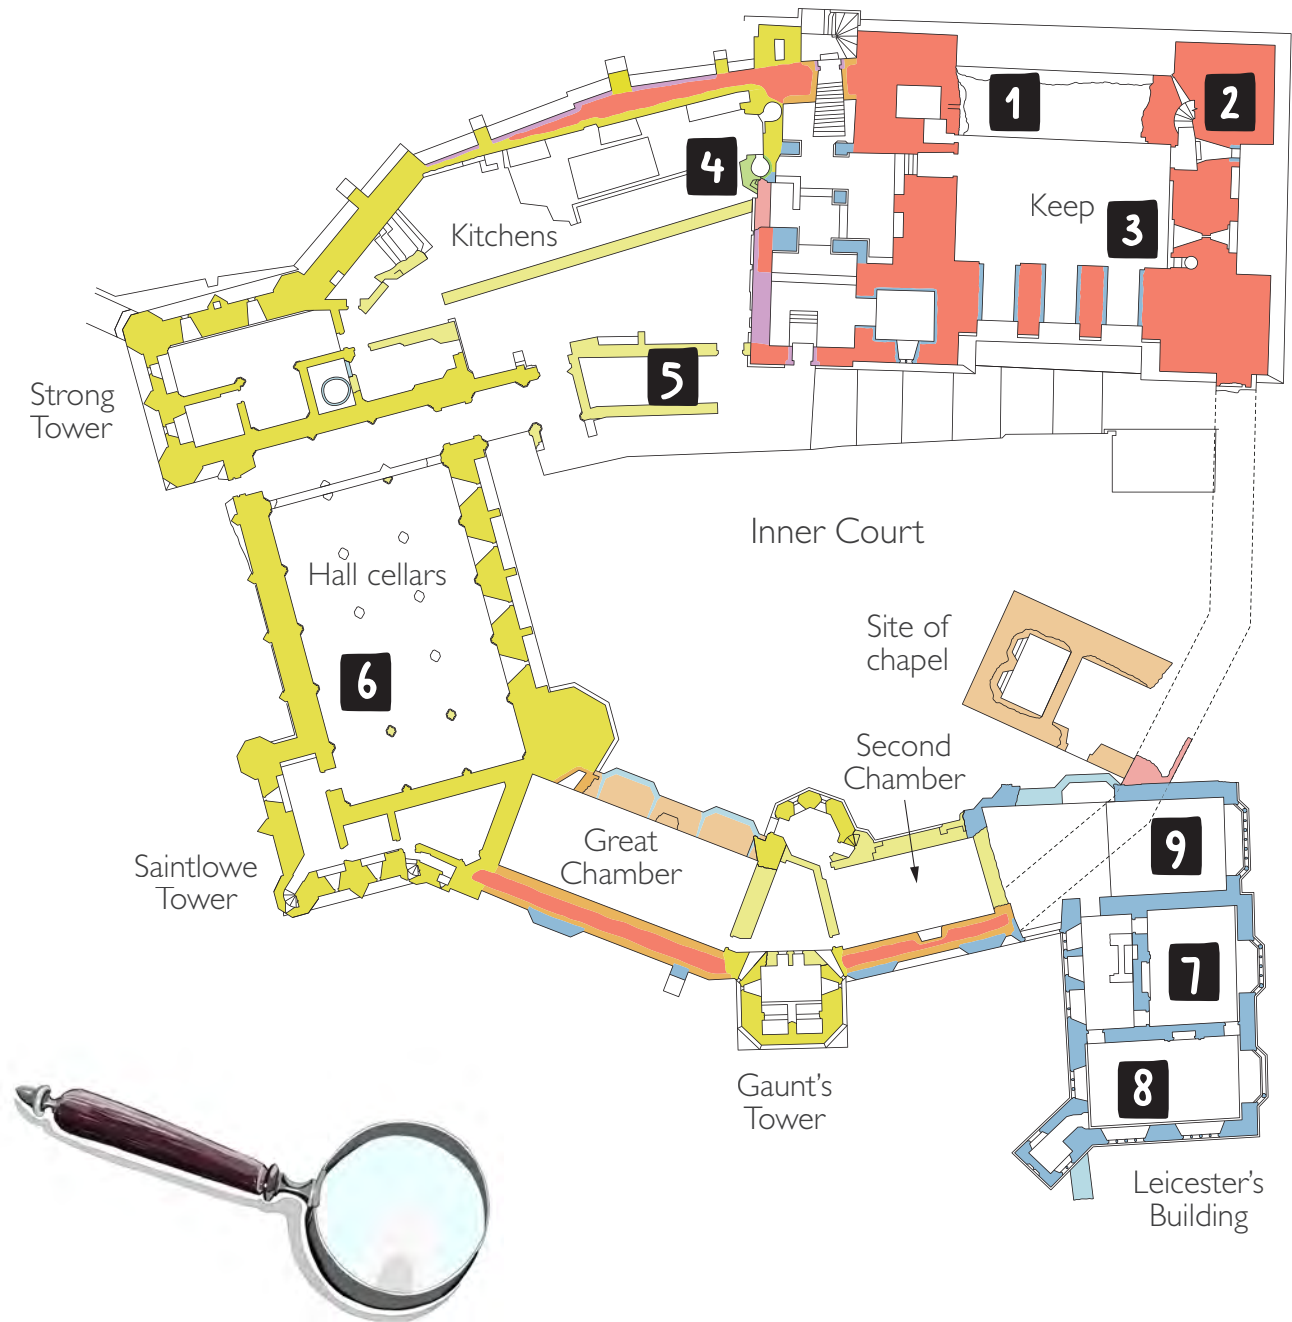 1
2
4
Keep
3
Kitchens
5
Strong
Tower
Inner Court
Hall cellars
Site of
chapel
6
Second
Chamber
Great
Chamber
9
Saintlowe
Tower
7
8
Gaunt's
Tower
Leicester's
Building